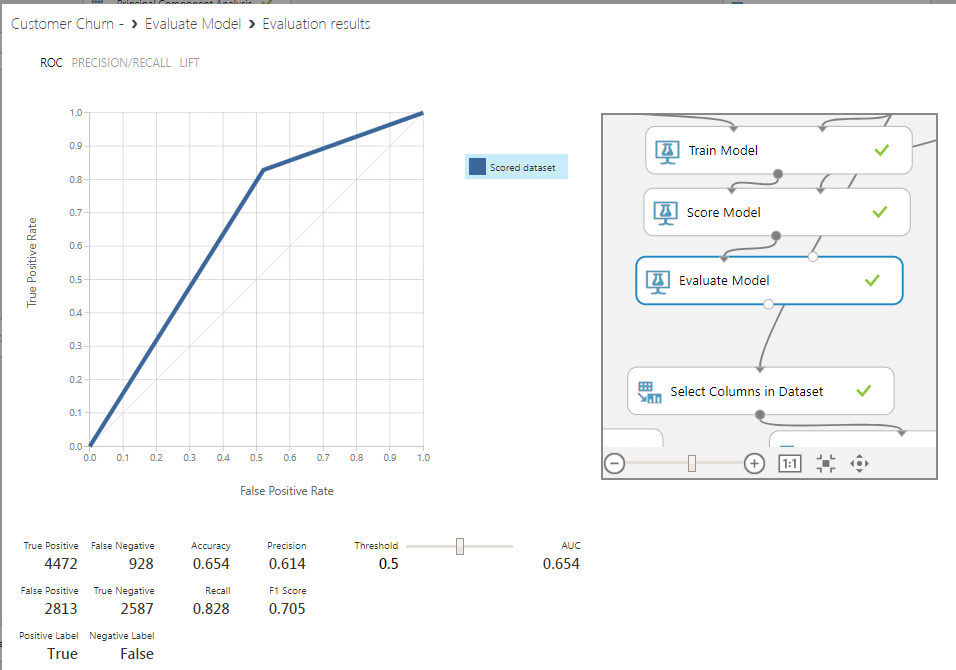 Principal Component Analysis
Customer Churn - › Evaluate Model › Evaluation results
ROC PRECISION/RECALL LIFT
1.0
0.9
0.8
0.7
0.6
0.5
0.4
0.3
0.2
0.1
0.0
True Positive Rate
0.0 0.1 0.2 0.3 0.4 0.5 0.6 0.7 0.8 0.9 1.0
False Positive Rate
Scored dataset
Train Model
Score Model
Evaluate Model
Select Columns in Dataset
1:1
True Positive False Negative Accuracy Precision Threshold AUC
4472 928 0.654 0.614 0.5 0.654
False Positive True Negative Recall F1 Score
2813 2587 0.828 0.705
Positive Label Negative Label
True False